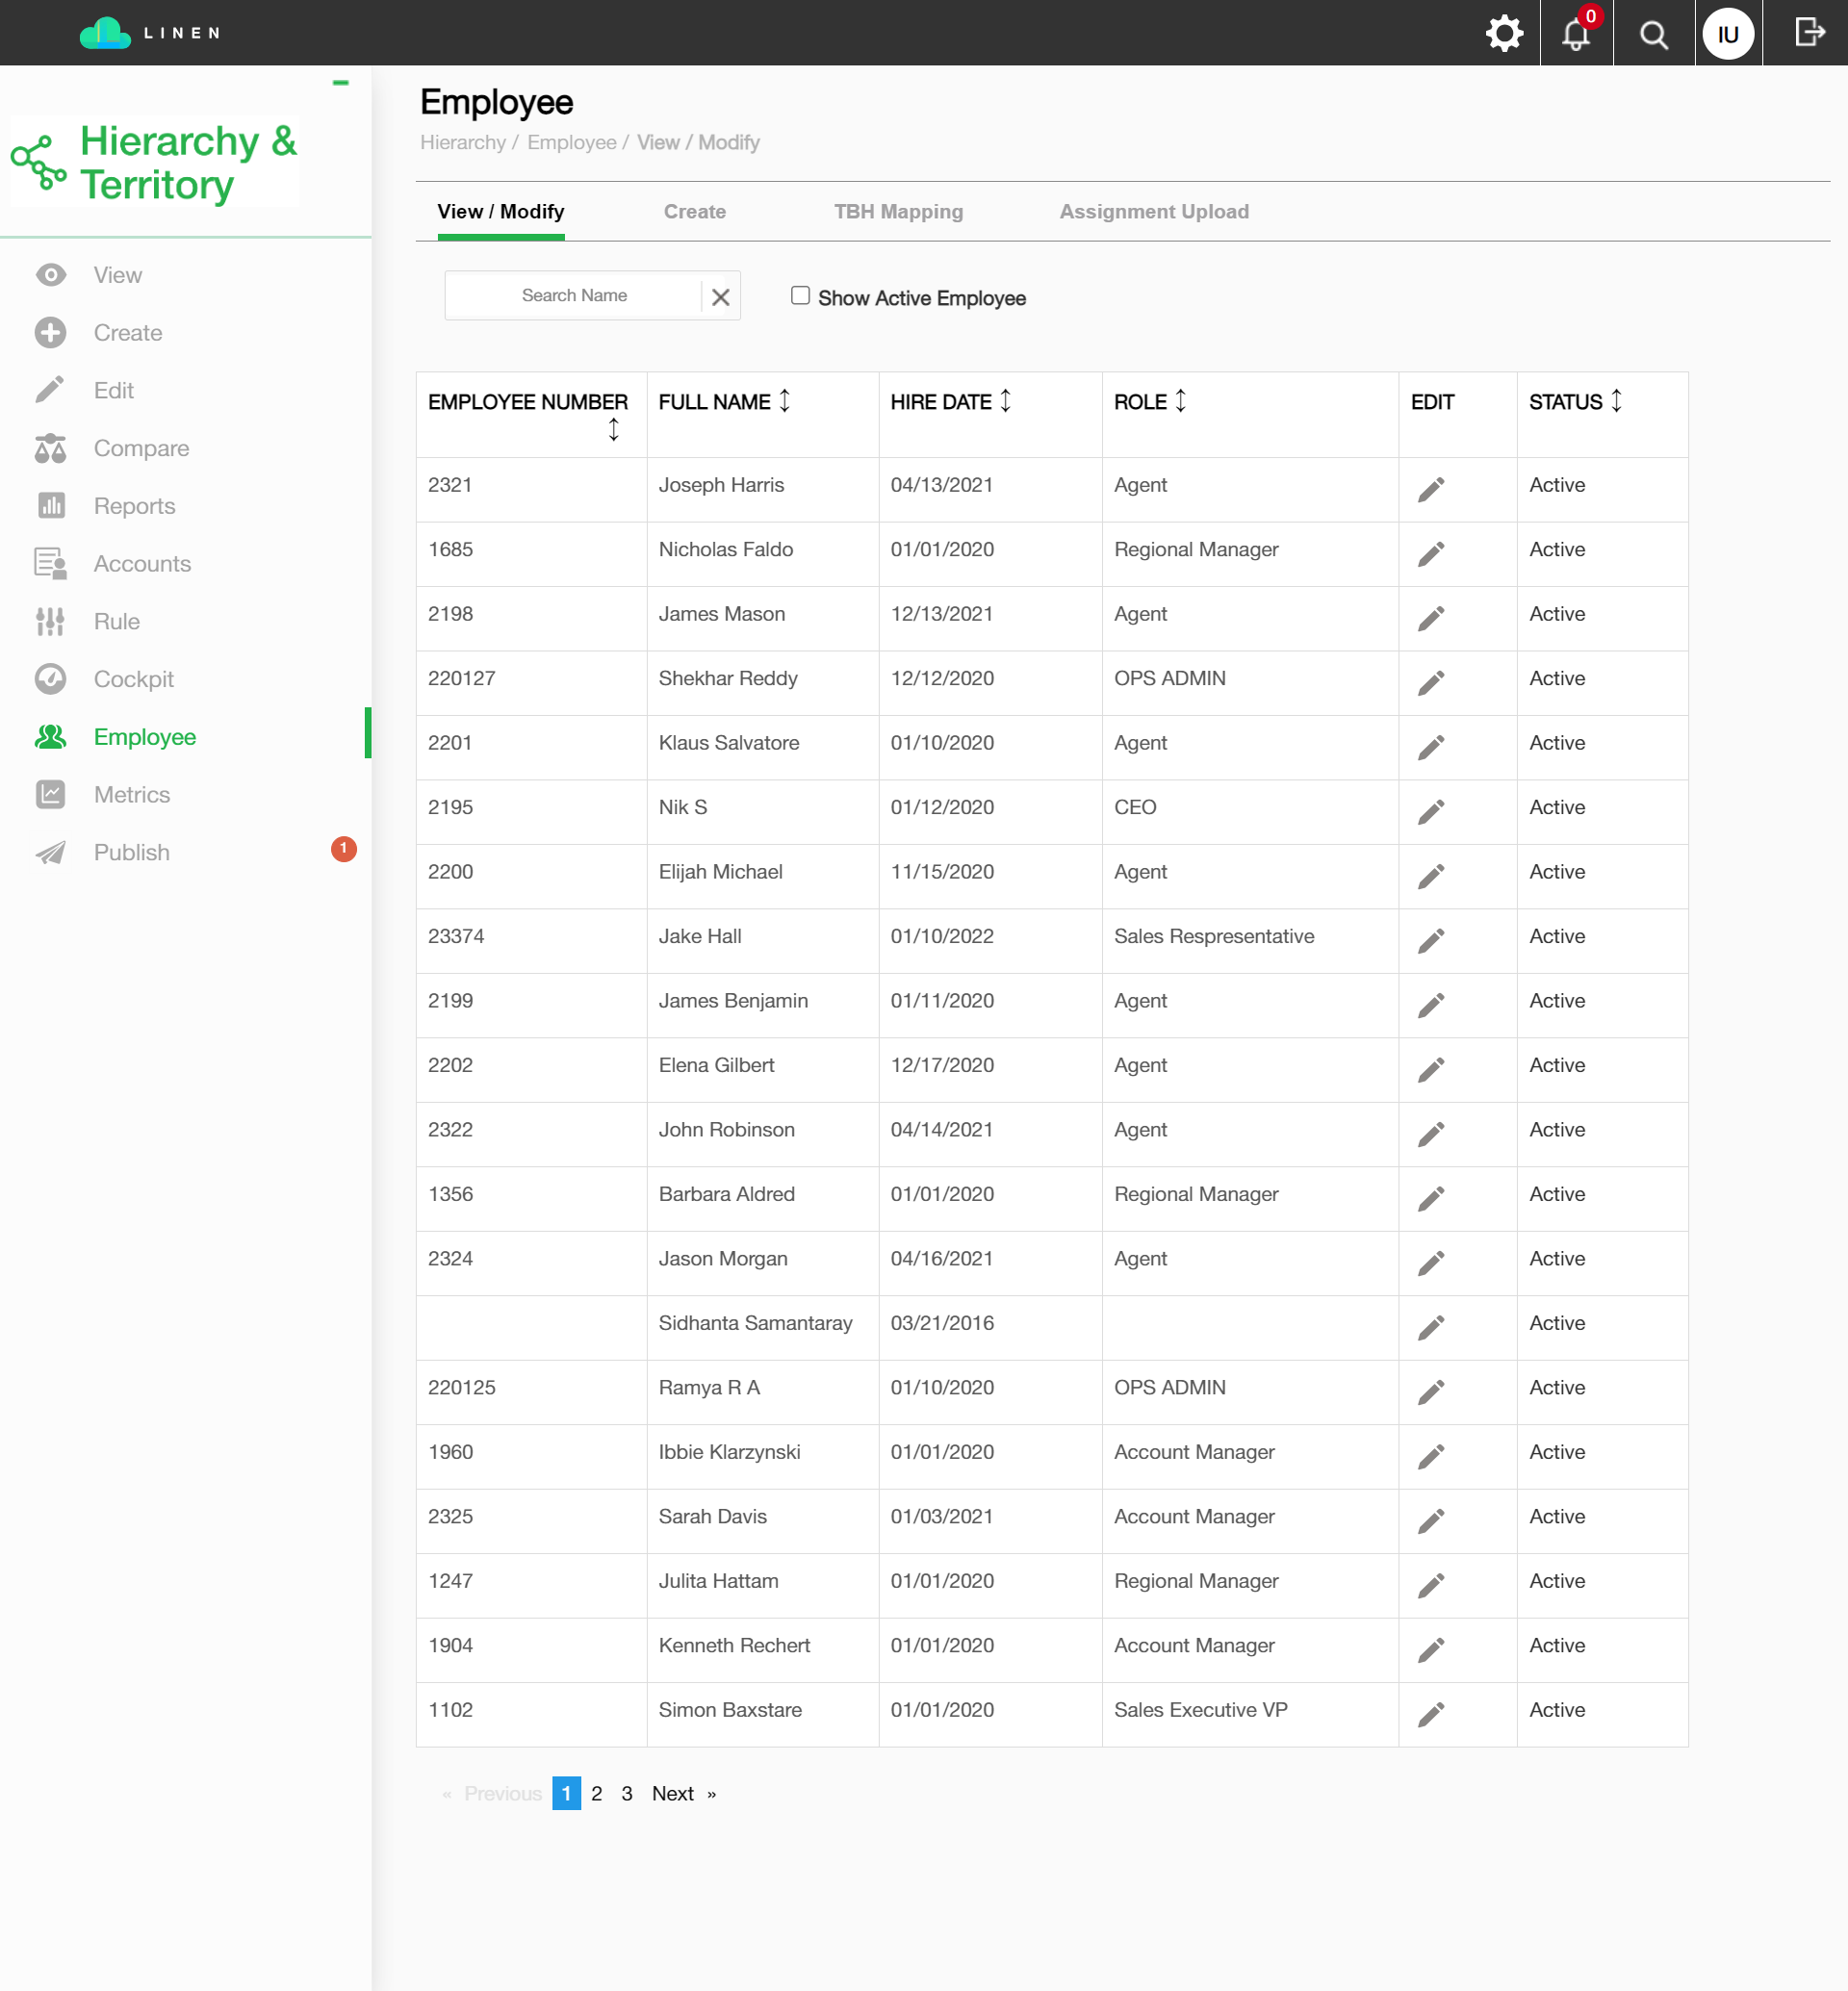 LINEN
0
IU
Hierarchy &
Territory
View
Create
Edit
Compare
Reports
Accounts
Rule
Cockpit
Employee
Metrics
Publish
1
Employee
Hierarchy / Employee / View / Modify
View / Modify Create TBH Mapping Assignment Upload
Search Name
Show Active Employee
EMPLOYEE NUMBER FULL NAME HIRE DATE ROLE EDIT STATUS
2321 Joseph Harris 04/13/2021 Agent Active
1685 Nicholas Faldo 01/01/2020 Regional Manager Active
2198 James Mason 12/13/2021 Agent Active
220127 Shekhar Reddy 12/12/2020 OPS ADMIN Active
2201 Klaus Salvatore 01/10/2020 Agent Active
2195 Nik S 01/12/2020 CEO Active
2200 Elijah Michael 11/15/2020 Agent Active
23374 Jake Hall 01/10/2022 Sales Respresentative Active
2199 James Benjamin 01/11/2020 Agent Active
2202 Elena Gilbert 12/17/2020 Agent Active
2322 John Robinson 04/14/2021 Agent Active
1356 Barbara Aldred 01/01/2020 Regional Manager Active
2324 Jason Morgan 04/16/2021 Agent Active
Sidhanta Samantaray 03/21/2016 Active
220125 Ramya R A 01/10/2020 OPS ADMIN Active
1960 Ibbie Klarzynski 01/01/2020 Account Manager Active
2325 Sarah Davis 01/03/2021 Account Manager Active
1247 Julita Hattam 01/01/2020 Regional Manager Active
1904 Kenneth Rechert 01/01/2020 Account Manager Active
1102 Simon Baxstare 01/01/2020 Sales Executive VP Active
« Previous 1 2 3 Next »